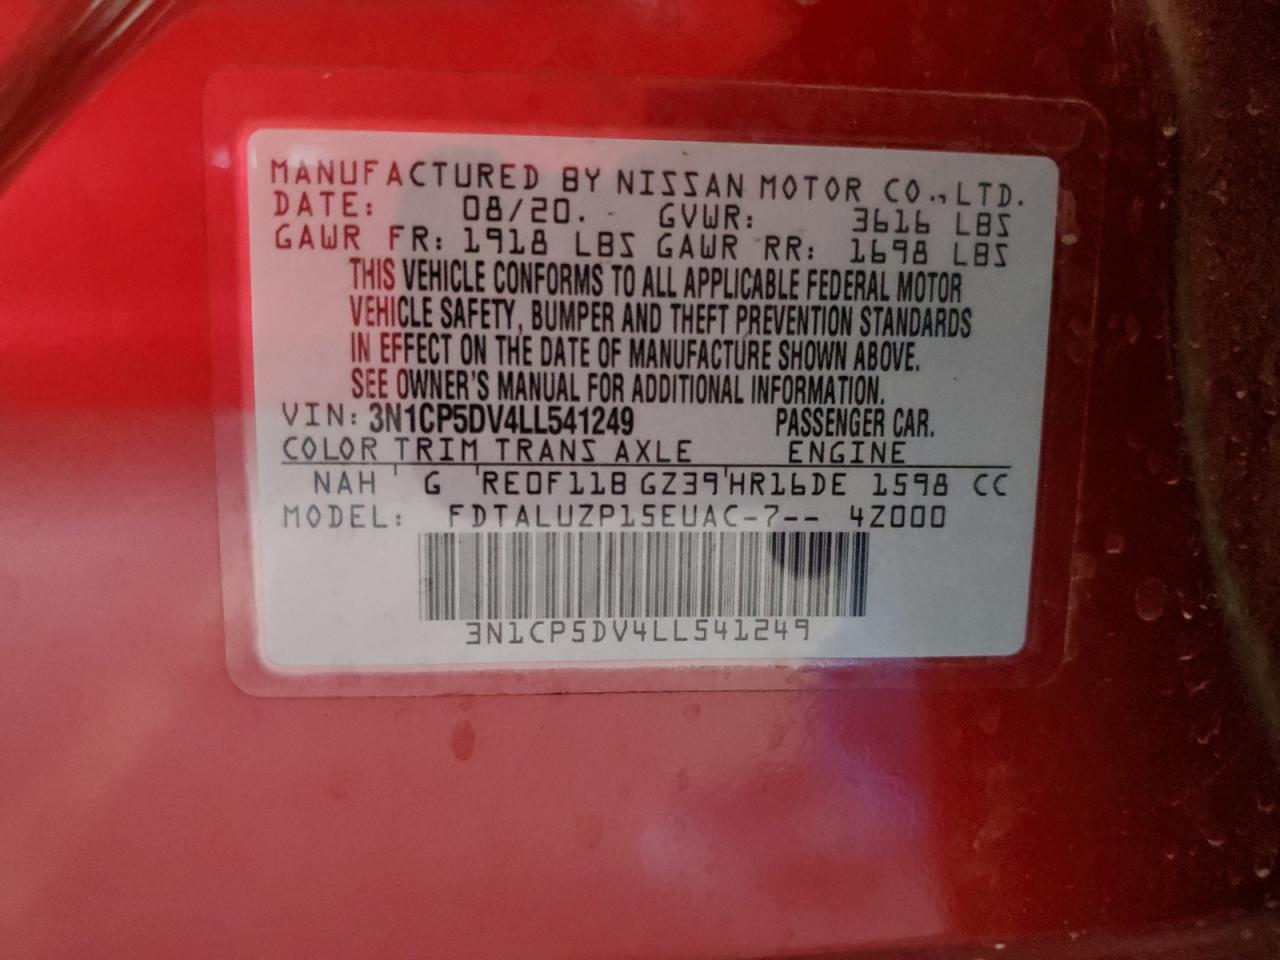 MANUFACTURED BY NISSAN MOTOR CO., LTD.
DATE: 08/20. GVWR: 3616 LBS
GAWR FR: 1918 LBS GAWR RR: 1698 LBS
THIS VEHICLE CONFORMS TO ALL APPLICABLE FEDERAL MOTOR
VEHICLE SAFETY, BUMPER AND THEFT PREVENTION STANDARDS
IN EFFECT ON THE DATE OF MANUFACTURE SHOWN ABOVE.
SEE OWNER'S MANUAL FOR ADDITIONAL INFORMATION.
VIN: 3N1CP5DV4LL541249 PASSENGER CAR.
COLOR TRIM TRANS AXLE ENGINE
NAH ' G 'RE0F11B GZ39'HR16DE 1598 CC
MODEL: FDTALUZP15EUAC-7-- 4Z000
3N1CP5DV4LL541249